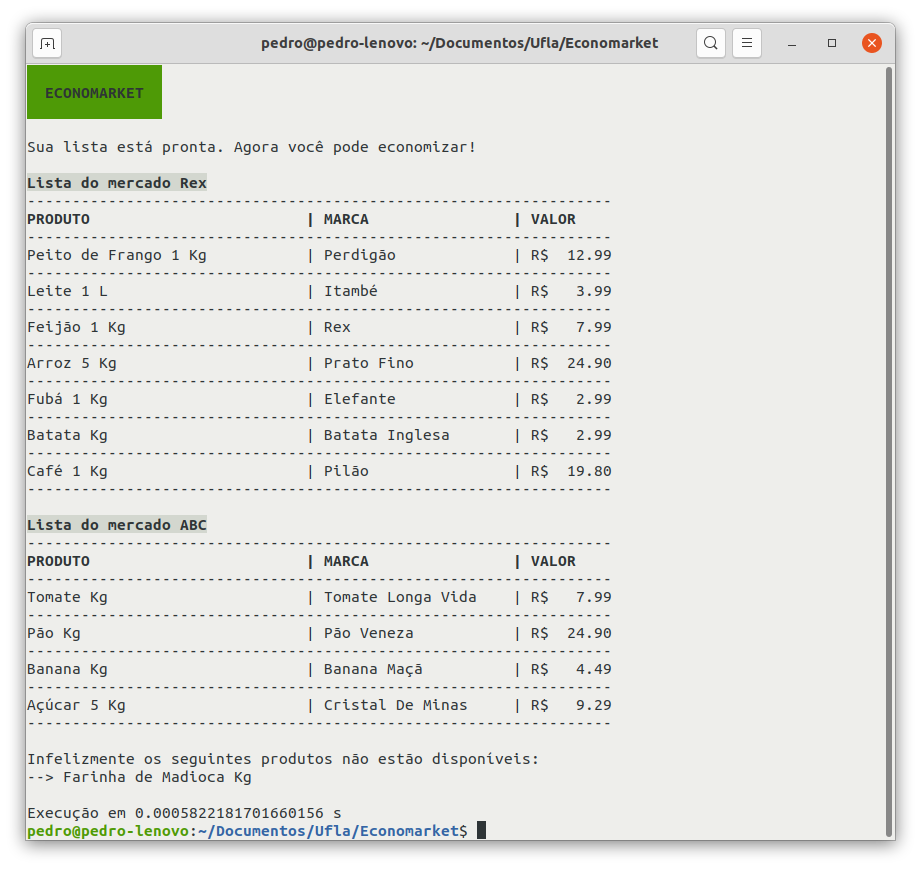 pedro@pedro-lenovo: ~/Documentos/Ufla/Economarket
ECONOMARKET
Sua lista está pronta. Agora você pode economizar!
Lista do mercado Rex
-----------------------------------------------------------------
PRODUTO                        | MARCA                | VALOR
-----------------------------------------------------------------
Peito de Frango 1 Kg           | Perdigão             | R$  12.99
-----------------------------------------------------------------
Leite 1 L                      | Itambé               | R$   3.99
-----------------------------------------------------------------
Feijão 1 Kg                    | Rex                  | R$   7.99
-----------------------------------------------------------------
Arroz 5 Kg                     | Prato Fino           | R$  24.90
-----------------------------------------------------------------
Fubá 1 Kg                      | Elefante             | R$   2.99
-----------------------------------------------------------------
Batata Kg                      | Batata Inglesa       | R$   2.99
-----------------------------------------------------------------
Café 1 Kg                      | Pilão                | R$  19.80
-----------------------------------------------------------------
Lista do mercado ABC
-----------------------------------------------------------------
PRODUTO                        | MARCA                | VALOR
-----------------------------------------------------------------
Tomate Kg                      | Tomate Longa Vida    | R$   7.99
-----------------------------------------------------------------
Pão Kg                         | Pão Veneza           | R$  24.90
-----------------------------------------------------------------
Banana Kg                      | Banana Maçã          | R$   4.49
-----------------------------------------------------------------
Açúcar 5 Kg                    | Cristal De Minas     | R$   9.29
-----------------------------------------------------------------
Infelizmente os seguintes produtos não estão disponíveis:
--> Farinha de Madioca Kg
Execução em 0.0005822181701660156 s
pedro@pedro-lenovo:~/Documentos/Ufla/Economarket$